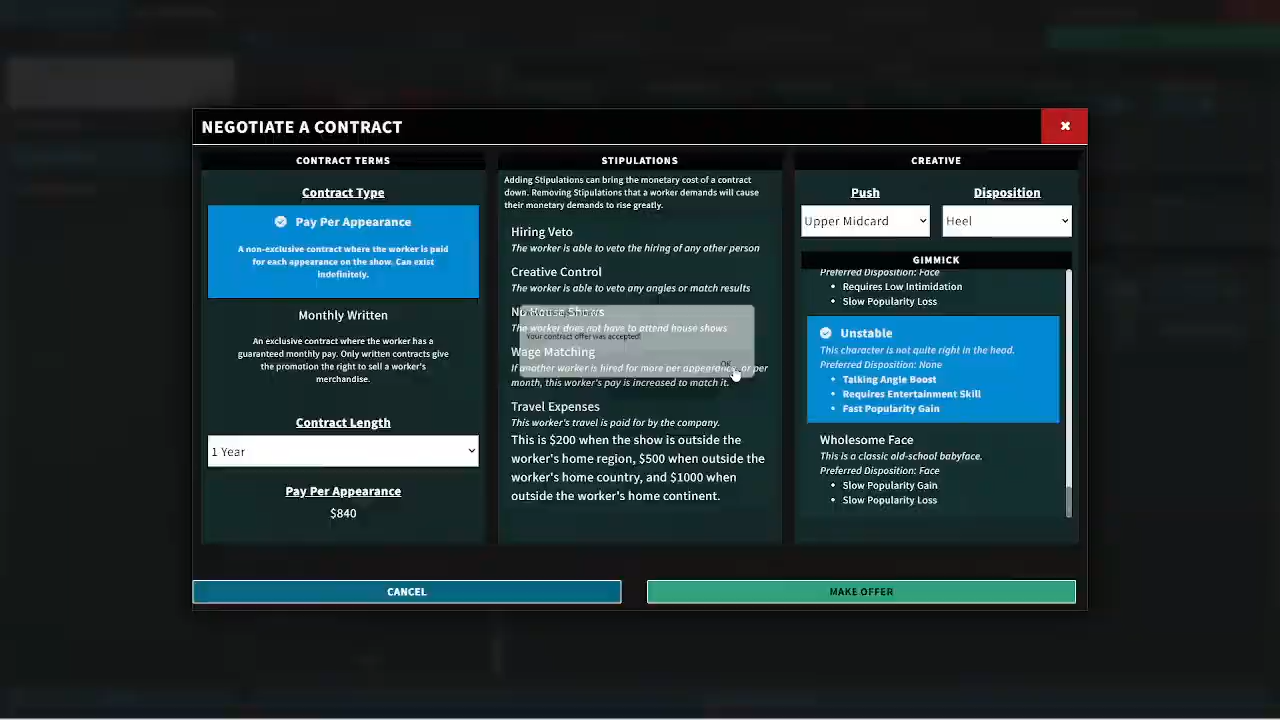 NEGOTIATE A CONTRACT
CONTRACT TERMS
Contract Type
Pay Per Appearance
A non-exclusive contract where the worker is paid
for each appearance on the show. Can exist
indefinitely.
Monthly Written
An exclusive contract where the worker has a
guaranteed monthly pay. Only written contracts give
the promotion the right to sell a worker's
merchandise.
Contract Length
1 Year
Pay Per Appearance
$840
STIPULATIONS
Adding Stipulations can bring the monetary cost of a contract
down. Removing Stipulations that a worker demands will cause
their monetary demands to rise greatly.
Hiring Veto
The worker is able to veto the hiring of any other person
Creative Control
The worker is able to veto any angles or match results
No House Shows
The worker does not have to attend house shows
Your contract offer was accepted!
Wage Matching
If another worker is hired for more per appearance, or per
month, this worker's pay is increased to match it.
OK
Travel Expenses
This worker's travel is paid for by the company.
This is $200 when the show is outside the
worker's home region, $500 when outside the
worker's home country, and $1000 when
outside the worker's home continent.
CREATIVE
Push
Disposition
Upper Midcard
Heel
GIMMICK
Preferred Disposition: Face
• Requires Low Intimidation
• Slow Popularity Loss
Unstable
This character is not quite right in the head.
Preferred Disposition: None
• Talking Angle Boost
• Requires Entertainment Skill
• Fast Popularity Gain
Wholesome Face
This is a classic old-school babyface.
Preferred Disposition: Face
• Slow Popularity Gain
• Slow Popularity Loss
CANCEL
MAKE OFFER